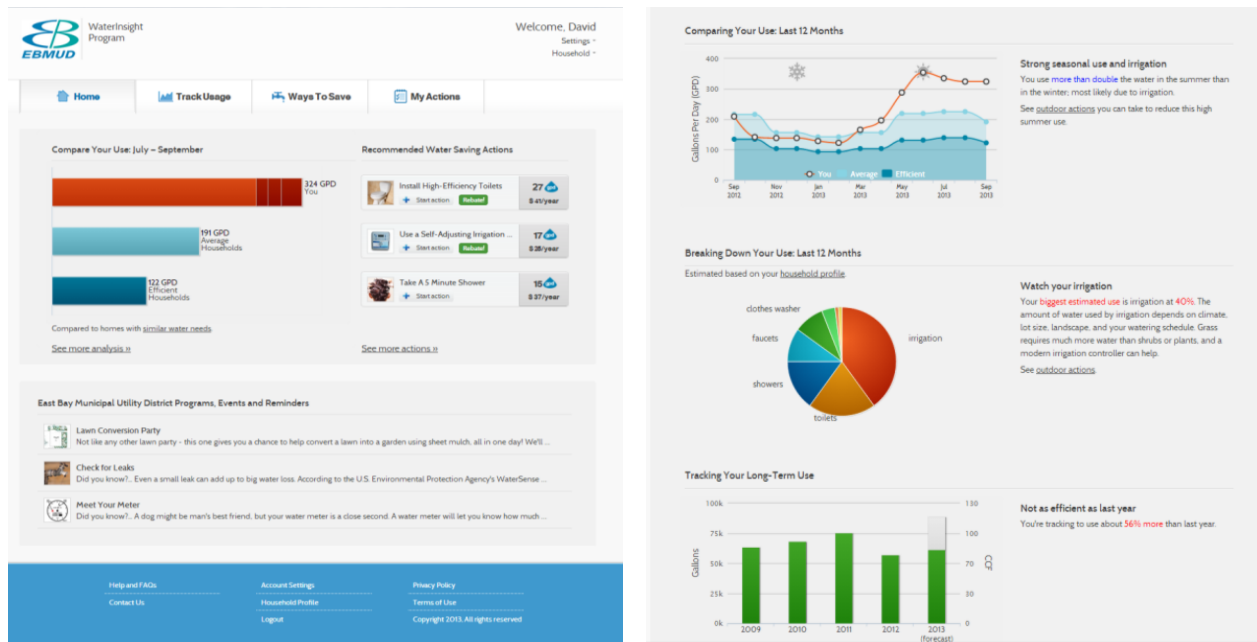 EBMUD
WaterInsight
Program
Welcome, David
Settings
Household
Home
Track Usage
Ways To Save
My Actions
Compare Your Use: July – September
324 GPD
You
191 GPD
Average
Households
122 GPD
Efficient
Households
Compared to homes with similar water needs.
See more analysis »
Recommended Water Saving Actions
Install High-Efficiency Toilets
Start action Rebate!
27 gpd
$ 41/year
Use a Self-Adjusting Irrigation ...
Start action Rebate!
17 gpd
$ 25/year
Take A 5 Minute Shower
Start action
15 gpd
$ 37/year
See more actions »
East Bay Municipal Utility District Programs, Events and Reminders
Lawn Conversion Party
Not like any other lawn party - this one gives you a chance to help convert a lawn into a garden using sheet mulch, all in one day! We'll ...
Check for Leaks
Did you know?.. Even a small leak can add up to big water loss. According to the U.S. Environmental Protection Agency's WaterSense ...
Meet Your Meter
Did you know?.. A dog might be man's best friend, but your water meter is a close second. A water meter will let you know how much ...
Help and FAQs
Contact Us
Account Settings
Household Profile
Logout
Privacy Policy
Terms of Use
Copyright 2013. All rights reserved
Comparing Your Use: Last 12 Months
Gallons Per Day (GPD)
400
300
200
100
0
Sep
2012
Nov
2012
Jan
2013
Mar
2013
May
2013
Jul
2013
Sep
2013
You Average Efficient
Strong seasonal use and irrigation
You use more than double the water in the summer than
in the winter; most likely due to irrigation.
See outdoor actions you can take to reduce this high
summer use.
Breaking Down Your Use: Last 12 Months
Estimated based on your household profile.
clothes washer
faucets
showers
toilets
irrigation
Watch your irrigation
Your biggest estimated use is irrigation at 40%. The
amount of water used by irrigation depends on climate,
lot size, landscape, and your watering schedule. Grass
requires much more water than shrubs or plants, and a
modern irrigation controller can help.
See outdoor actions.
Tracking Your Long-Term Use
Gallons
100k
75k
50k
25k
0k
2009
2010
2011
2012
2013
(forecast)
100
70
30
0
CCF
Not as efficient as last year
You're tracking to use about 56% more than last year.